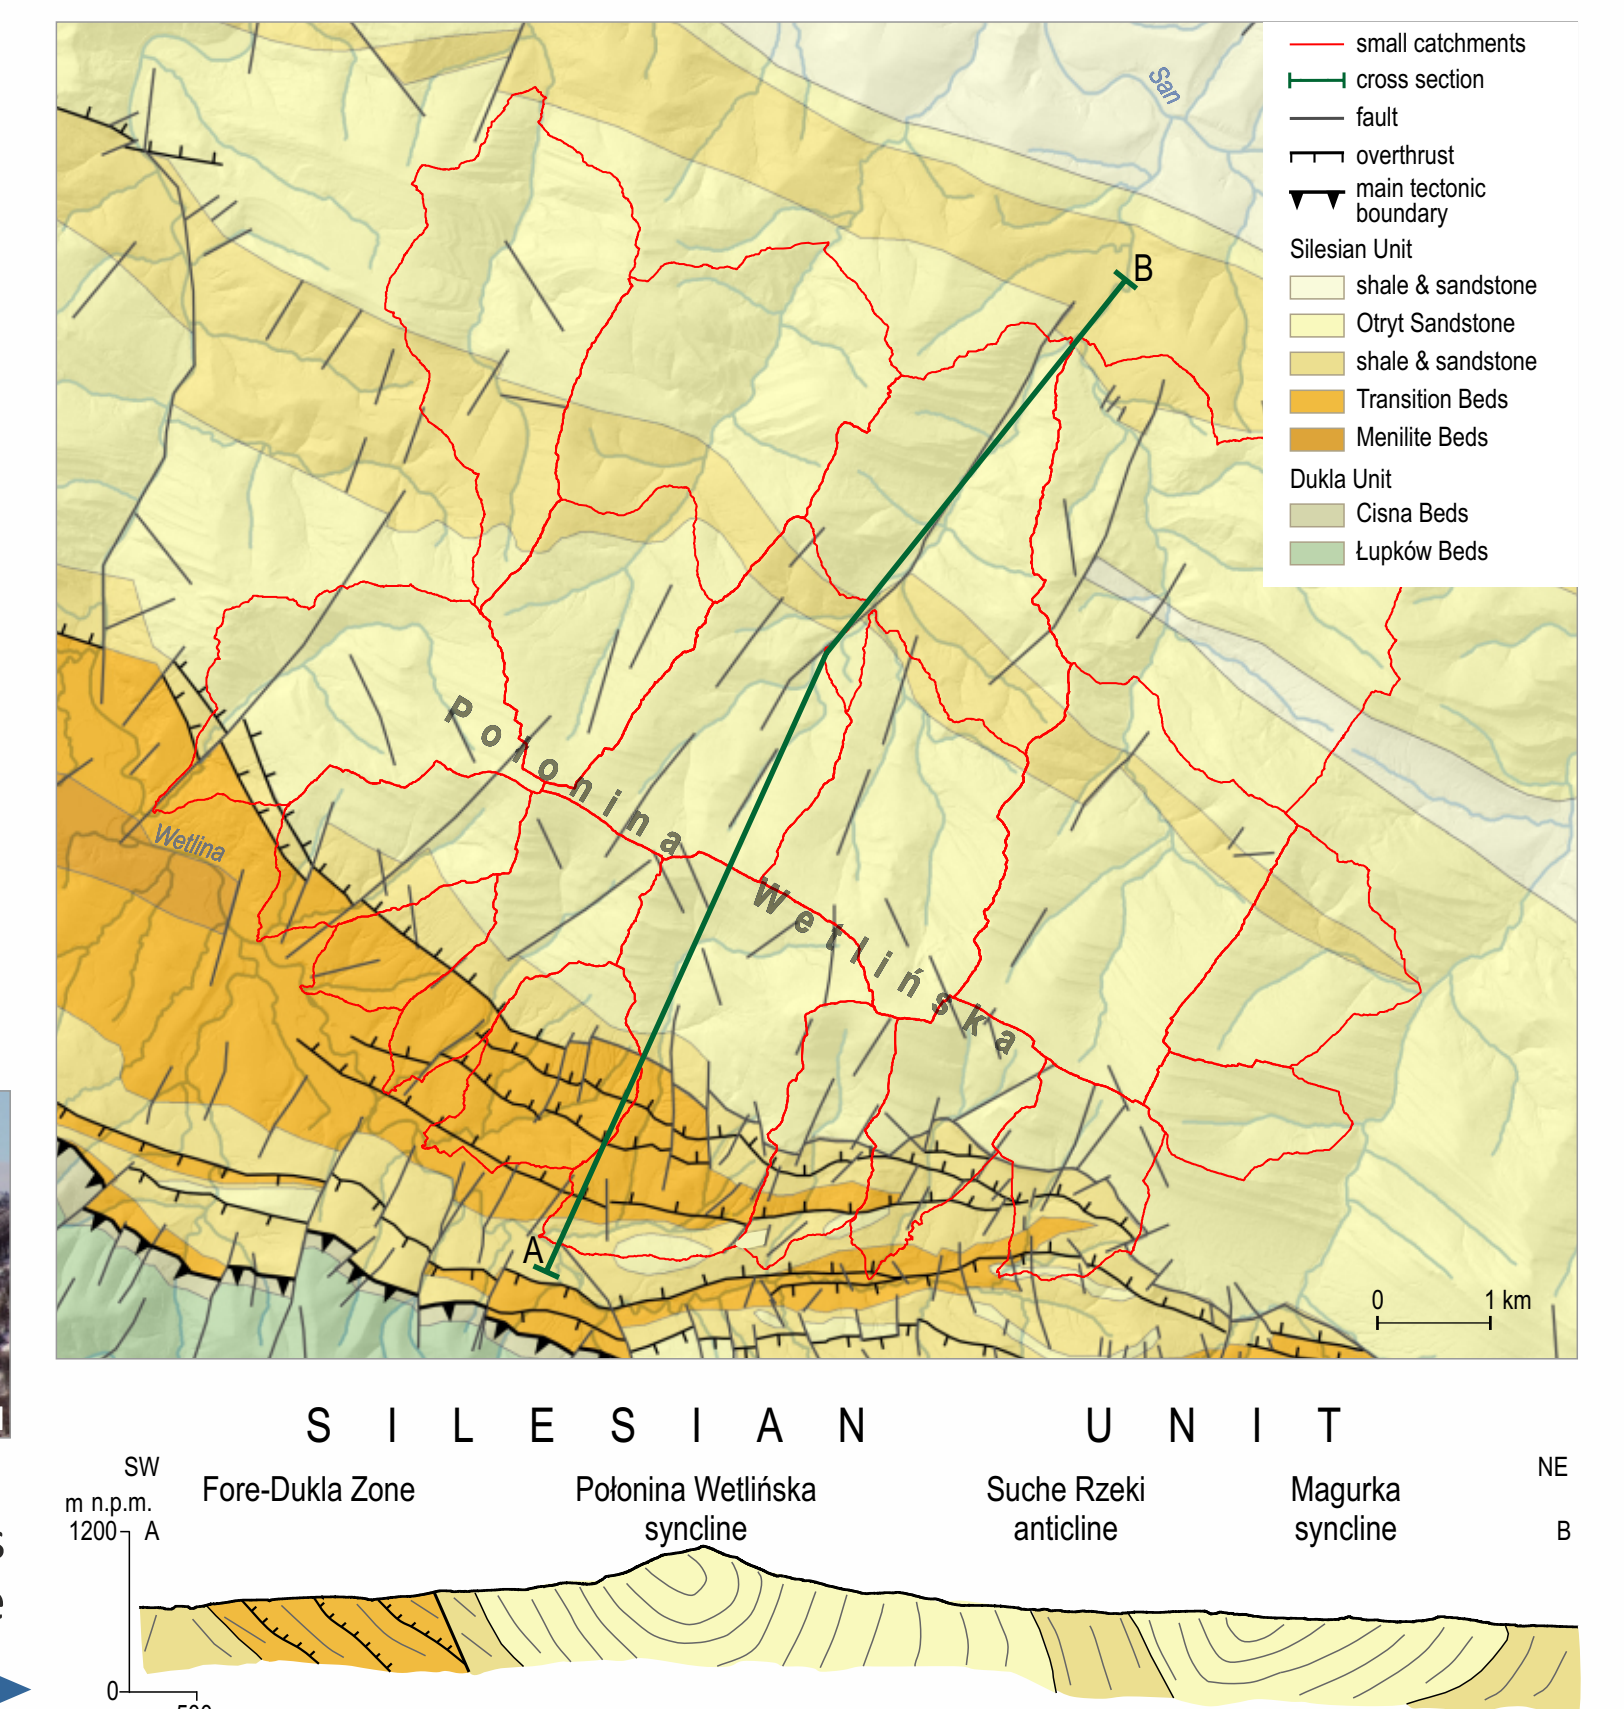 small catchments
cross section
fault
overthrust
main tectonic
boundary
Silesian Unit
shale & sandstone
Otryt Sandstone
shale & sandstone
Transition Beds
Menilite Beds
Dukla Unit
Cisna Beds
Łupków Beds
San
B
Połonina
Wetlina
Wetlińska
A
0 1 km
SILESIAN UNIT
SW NE
Fore-Dukla Zone Połonina Wetlińska Suche Rzeki Magurka
m n.p.m. syncline anticline syncline
1200 A B
0